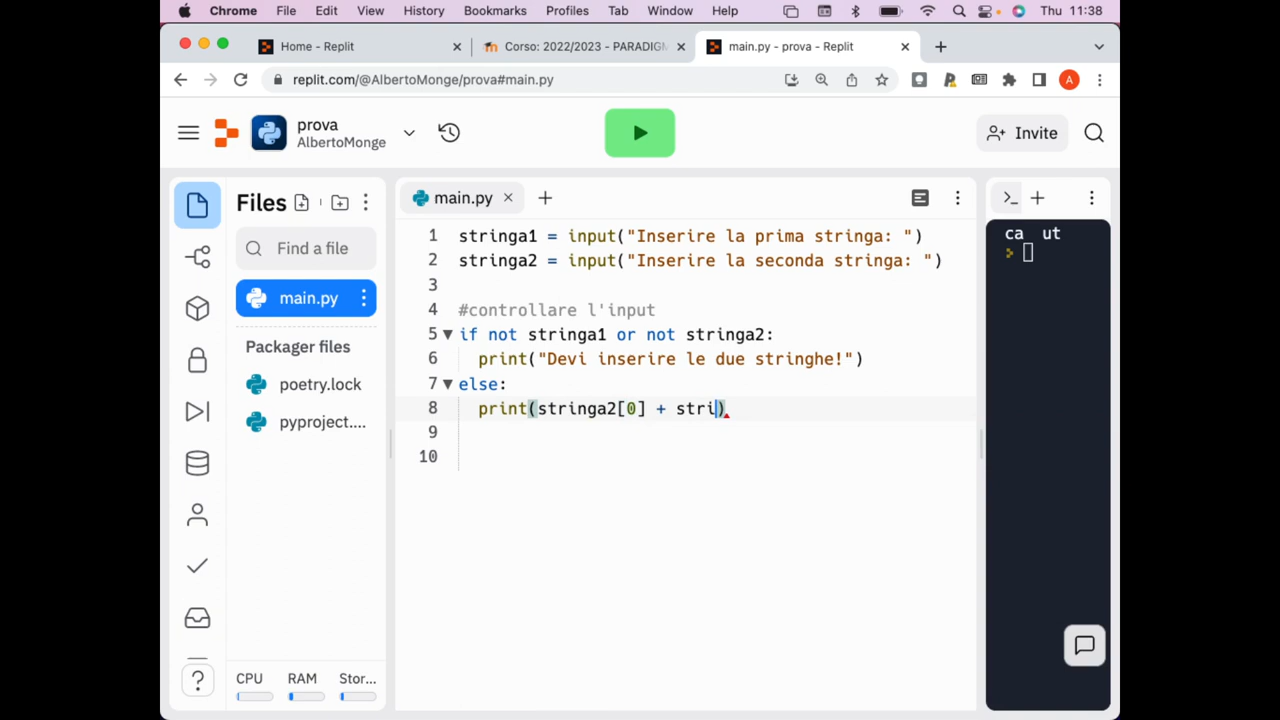 Chrome File Edit View History Bookmarks Profiles Tab Window Help Thu 11:38
Home - Replit Corso: 2022/2023 - PARADIGM main.py - prova - Replit
replit.com/@AlbertoMonge/prova#main.py A
prova
AlbertoMonge
Invite
Files
Find a file
main.py
Packager files
poetry.lock
pyproject....
CPU RAM Stor...
main.py
1 stringa1 = input("Inserire la prima stringa: ")
2 stringa2 = input("Inserire la seconda stringa: ")
3
4 #controllare l'input
5 if not stringa1 or not stringa2:
6 print("Devi inserire le due stringhe!")
7 else:
8 print(stringa2[0] + stri)
9
10
ca ut